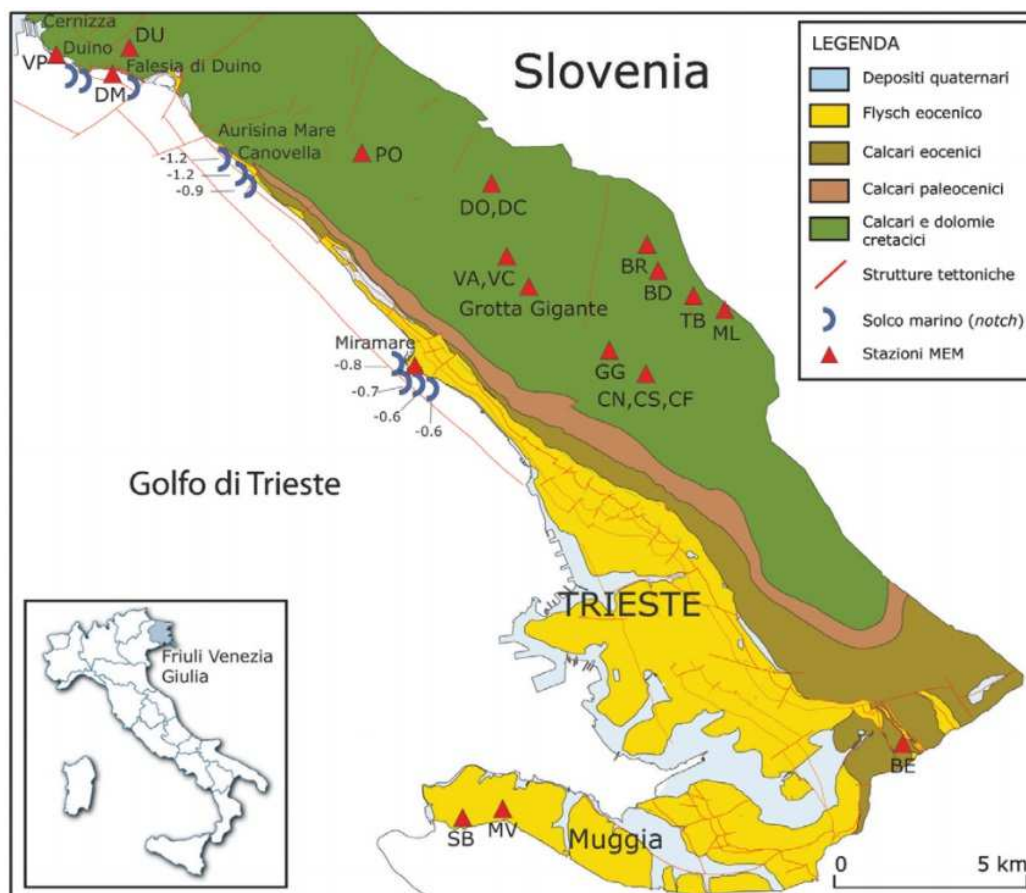 Cernizza
DU
Duino
VP
Falesia di Duino
DM
Slovenia
Aurisina Mare
Canovella
-1.2
-1.2
-0.9
PO
DO,DC
VA,VC
Grotta Gigante
BR
BD
TB
ML
GG
CN,CS,CF
Miramare
-0.8
-0.7
-0.6
-0.6
Golfo di Trieste
TRIESTE
BE
SB
MV
Muggia
0 5 km
Friuli Venezia
Giulia
LEGENDA
Depositi quaternari
Flysch eocenico
Calcari eocenici
Calcari paleocenici
Calcari e dolomie
cretacici
Strutture tettoniche
Solco marino (notch)
Stazioni MEM